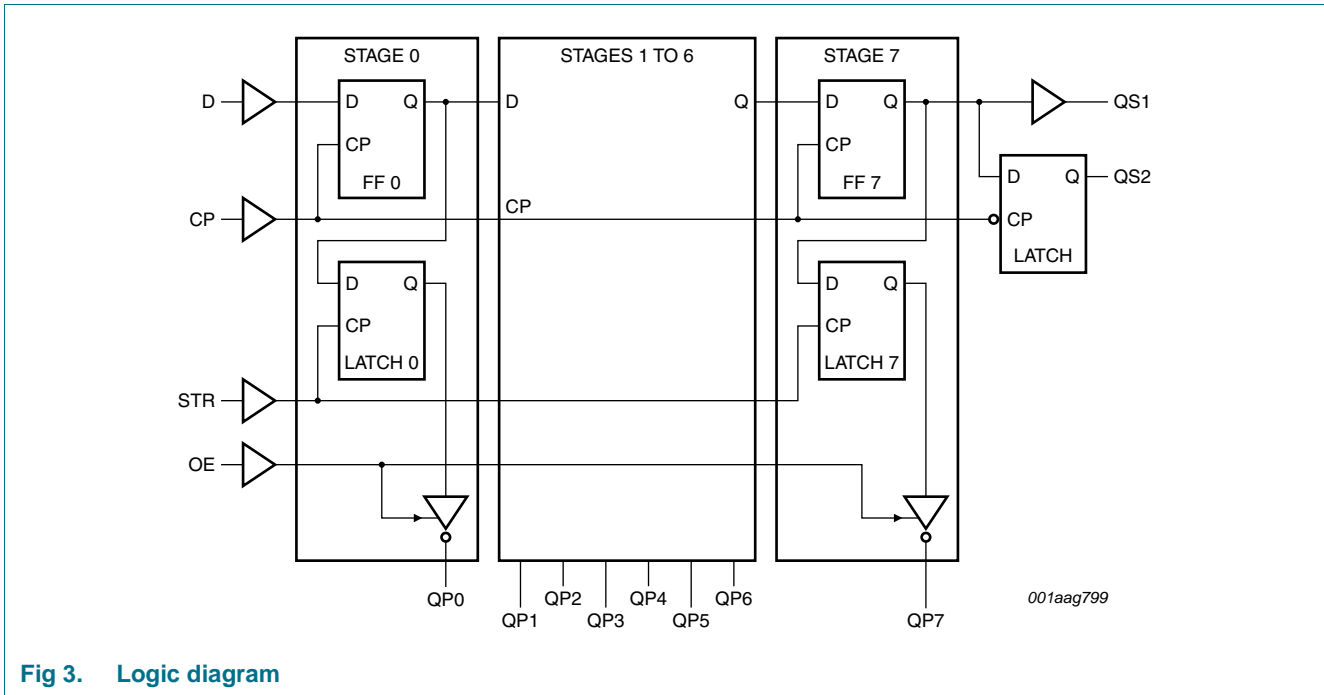 STAGE 0
STAGES 1 TO 6
STAGE 7
D
D Q
D
Q
D Q
QS1
CP
CP
FF 0
FF 7
D Q
QS2
CP
CP
CP
LATCH
D Q
D Q
CP
CP
LATCH 0
LATCH 7
STR
OE
QP0
QP2
QP4
QP6
QP1
QP3
QP5
QP7
001aag799
Fig 3. Logic diagram